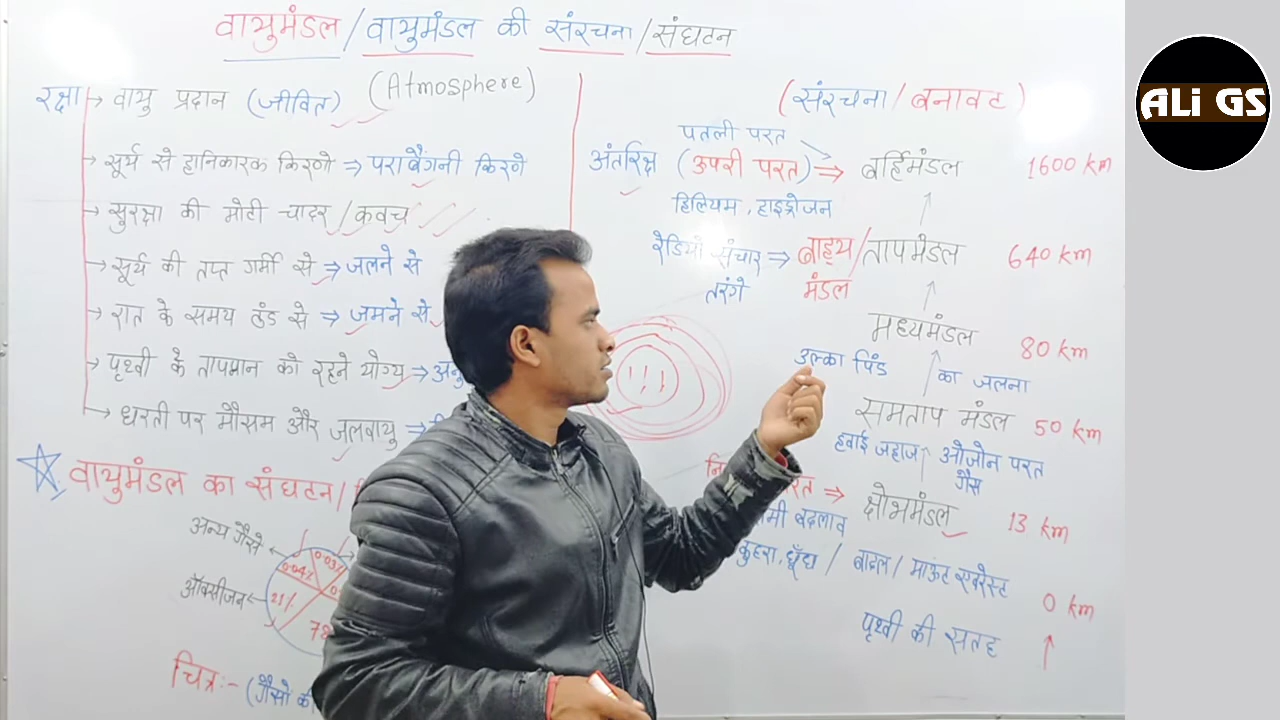 वायुमंडल / वायुमंडल की संरचना / संघटन
(Atmosphere)
ALi GS
रक्षा → वायु प्रदान (जीवित)
→ सूर्य से हानिकारक किरणो ⇒ पराबैंगनी किरणे
→ सुरक्षा की मोटी चादर / कवच
→ सूर्य की तप्त गर्मी से ⇒ जलने से
→ रात के समय ठंड से ⇒ जमने से
→ पृथ्वी के तापमान को रहने योग्य ⇒
→ धरती पर मौसम और जलवायु ⇒
वायुमंडल का संघटन /
अन्य गैसे
0.04%
0.03%
ऑक्सीजन
21%
चित्र:- (गैसो की
(संरचना / बनावट)
पतली परत
अंतरिक्ष (ऊपरी परत) ⇒ बर्हिमंडल 1600 km
हिलियम, हाइड्रोजन
रेडियो संचार ⇒ बाह्य / तापमंडल 640 km
तरंगे मंडल
मध्यमंडल 80 km
उल्का पिंड का जलना
समताप मंडल 50 km
हवाई जहाज ओजोन परत
गैस
⇒ क्षोभमंडल 13 km
बदलाव
कुहरा, धूँध / बादल / माऊंट एवरेस्ट
0 km
पृथ्वी की सतह